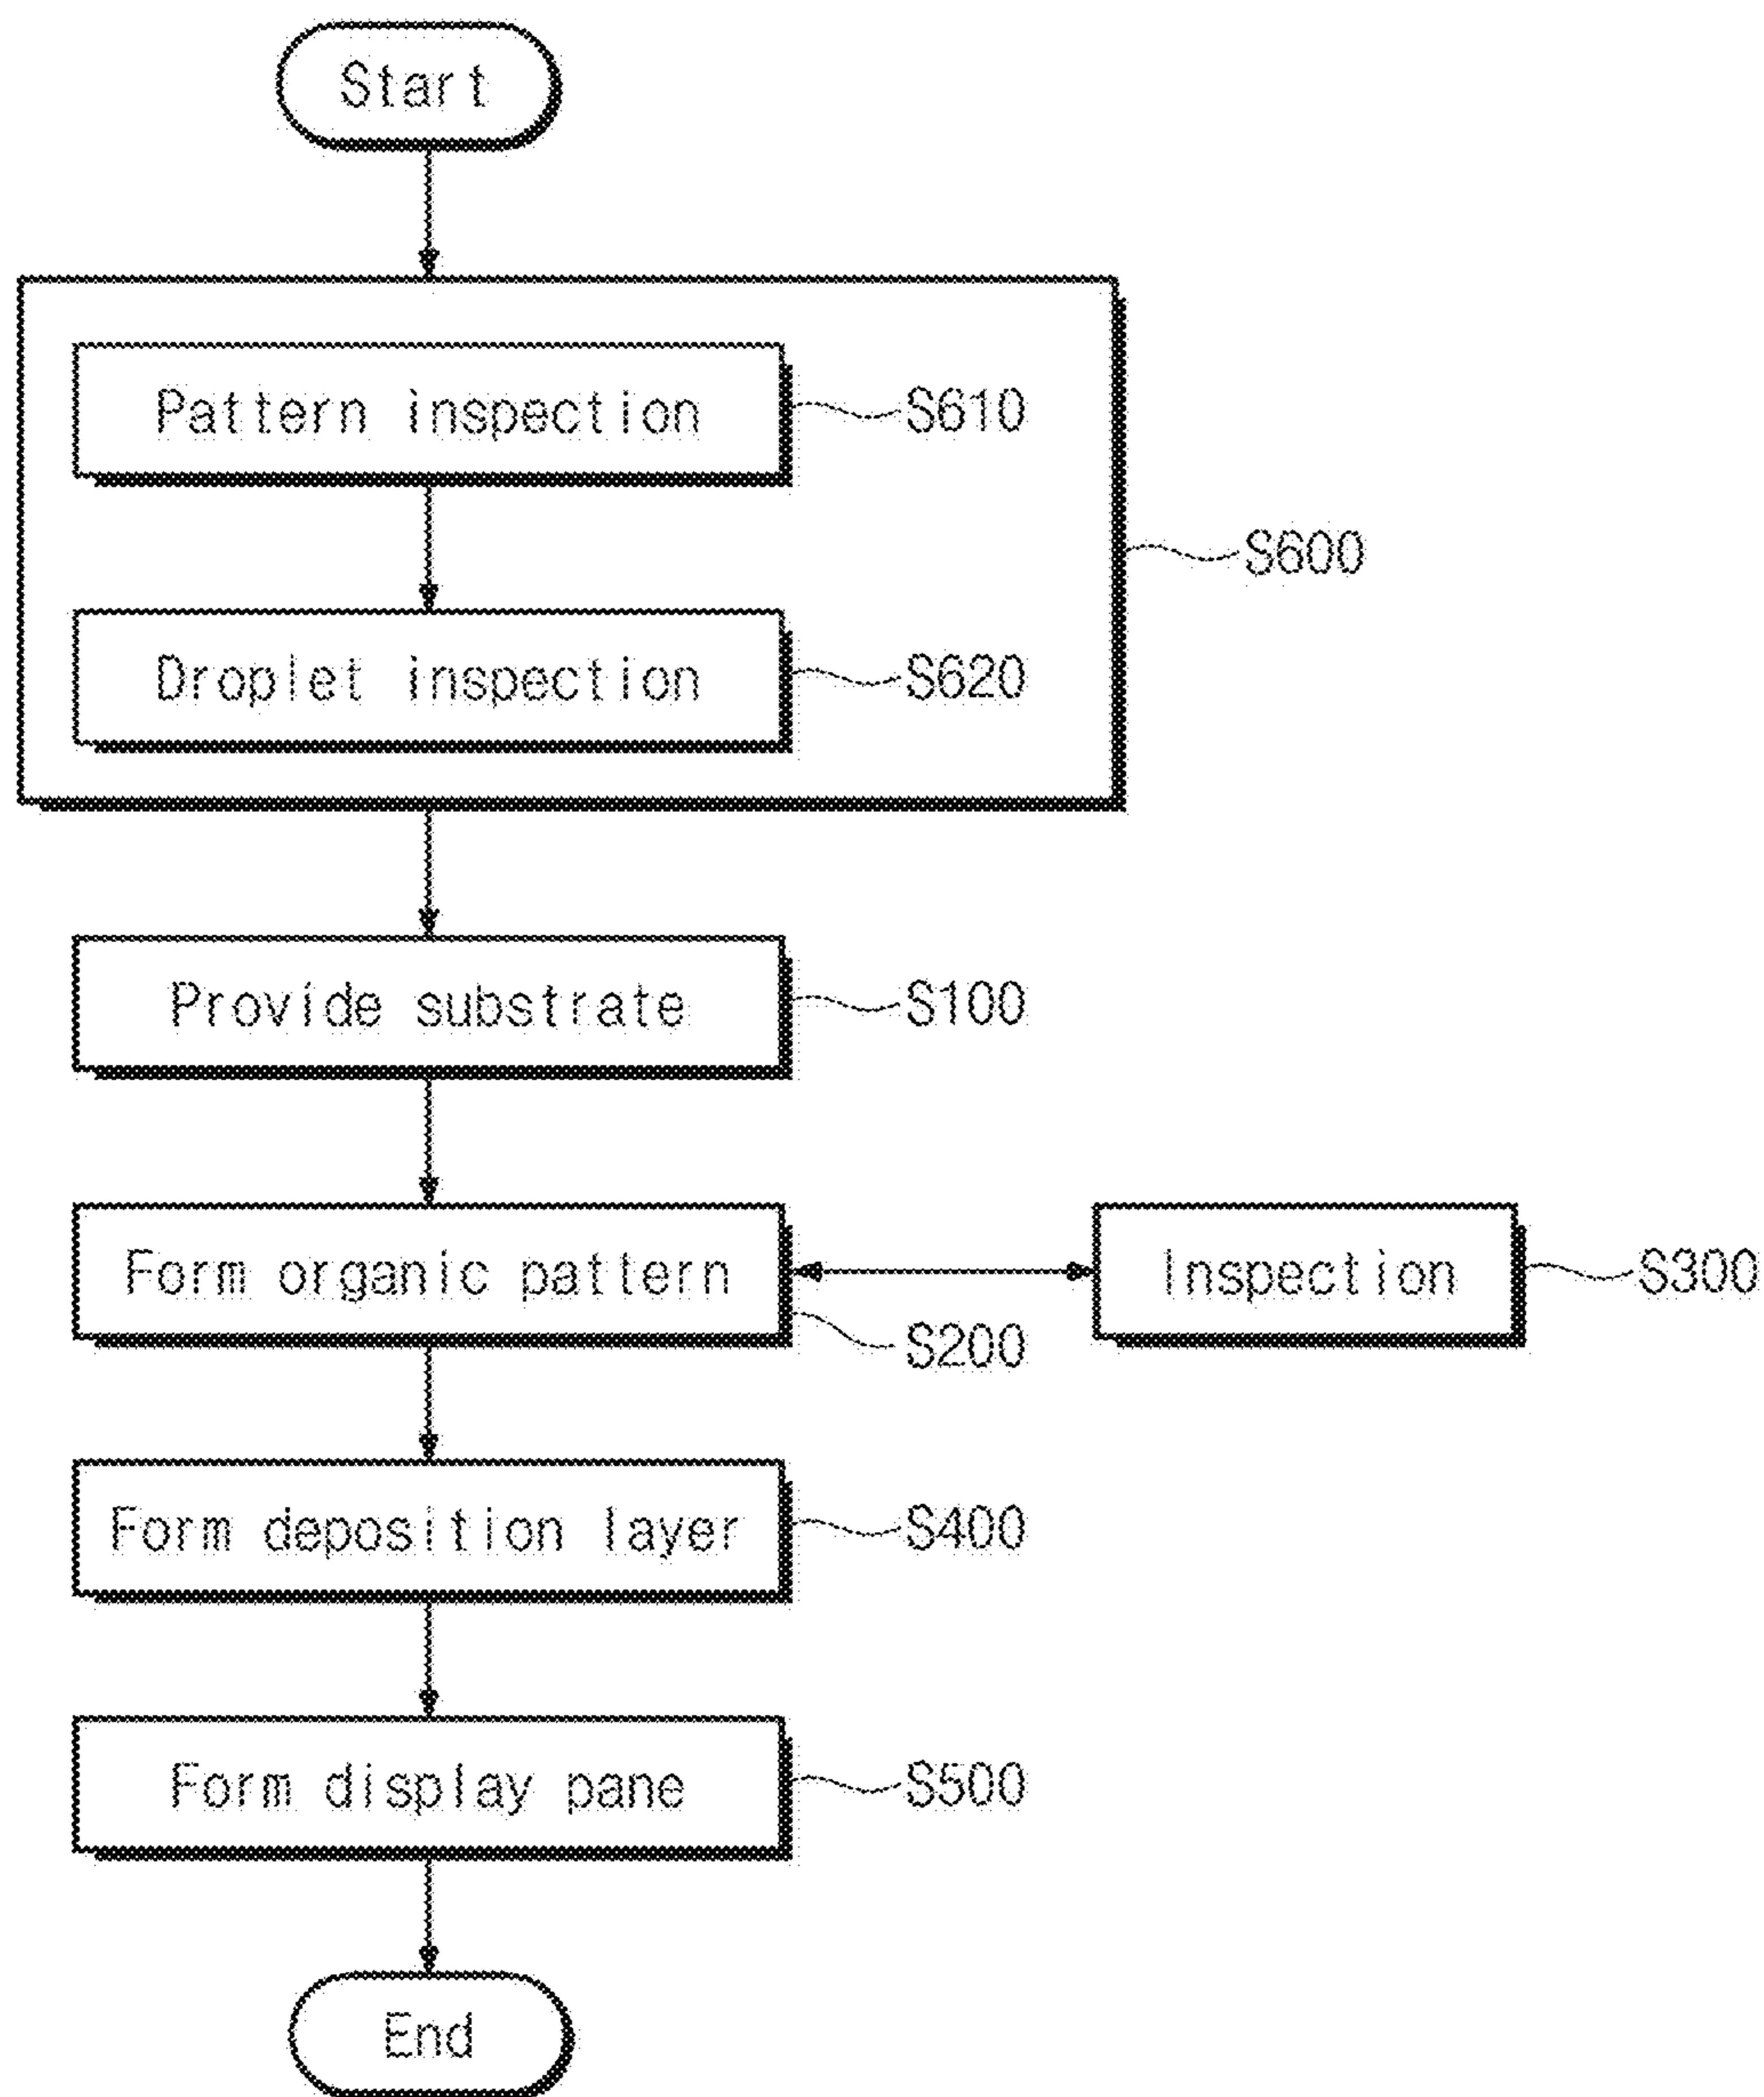 Start
Pattern inspection
S610
S600
Droplet inspection
S620
Provide substrate
S100
Form organic pattern
Inspection
S300
S200
Form deposition layer
S400
Form display pane
S500
End